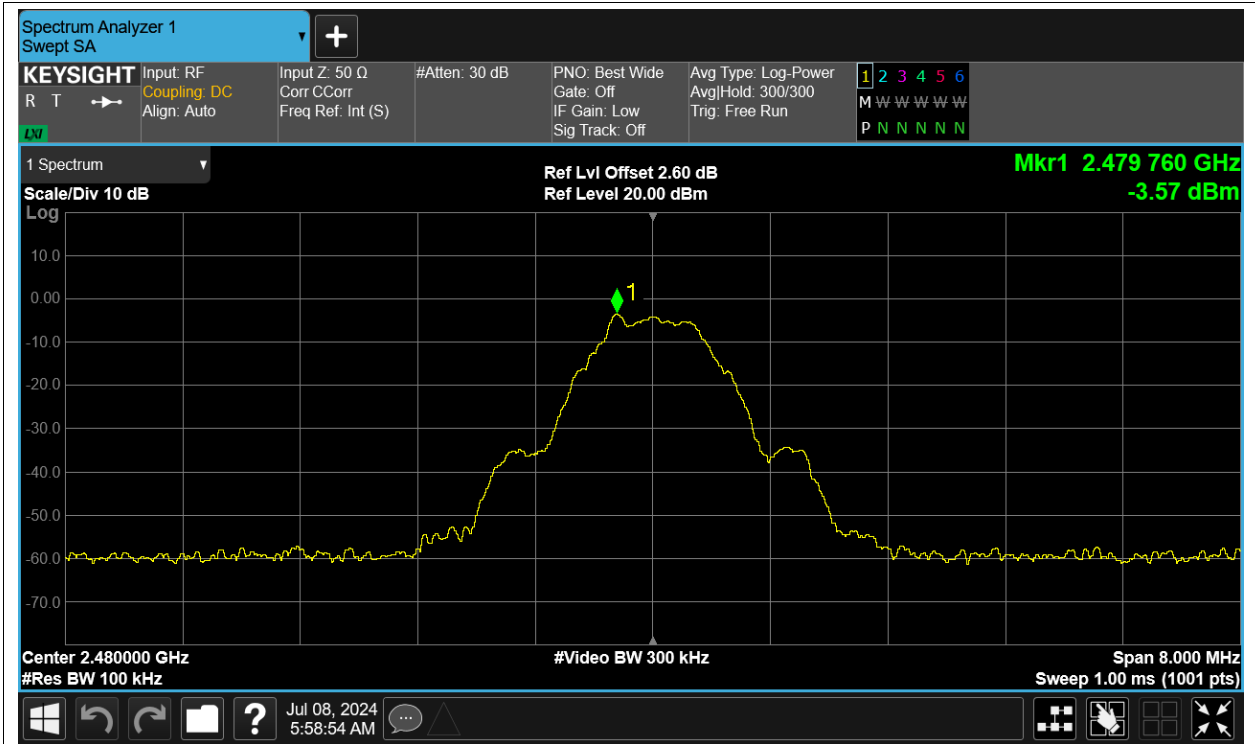 Spectrum Analyzer 1
Swept SA
+
KEYSIGHT
R T
LXI
Input: RF
Coupling: DC
Align: Auto
Input Z: 50 Ω
Corr CCorr
Freq Ref: Int (S)
#Atten: 30 dB
PNO: Best Wide
Gate: Off
IF Gain: Low
Sig Track: Off
Avg Type: Log-Power
Avg|Hold: 300/300
Trig: Free Run
1 2 3 4 5 6
M W W W W W
P N N N N N
1 Spectrum
Scale/Div 10 dB
Log
Ref Lvl Offset 2.60 dB
Ref Level 20.00 dBm
Mkr1 2.479 760 GHz
-3.57 dBm
10.0
0.00
-10.0
-20.0
-30.0
-40.0
-50.0
-60.0
-70.0
1
Center 2.480000 GHz
#Res BW 100 kHz
#Video BW 300 kHz
Span 8.000 MHz
Sweep 1.00 ms (1001 pts)
?
Jul 08, 2024
5:58:54 AM